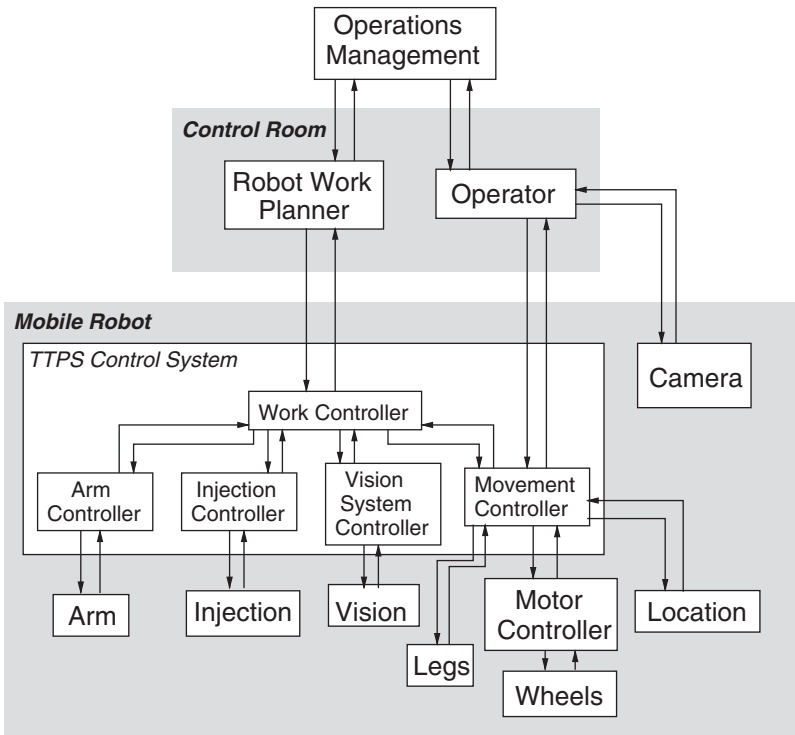 Operations
Management
Control Room
Robot Work
Planner
Operator
Mobile Robot
TTPS Control System
Camera
Work Controller
Arm
Controller
Injection
Controller
Vision
System
Controller
Movement
Controller
Arm
Injection
Vision
Legs
Motor
Controller
Location
Wheels